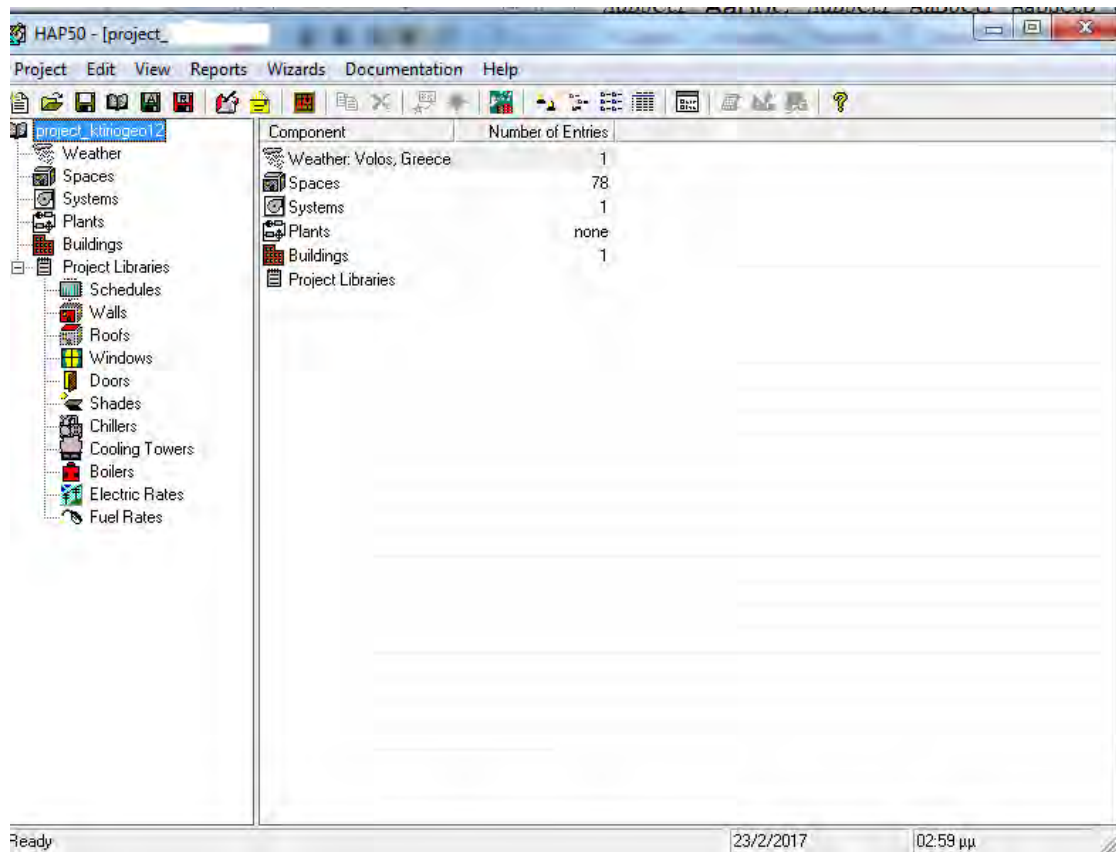 HAP50 - [project_
Project Edit View Reports Wizards Documentation Help
project_ktiriogeo12
Weather
Spaces
Systems
Plants
Buildings
Project Libraries
Schedules
Walls
Roofs
Windows
Doors
Shades
Chillers
Cooling Towers
Boilers
Electric Rates
Fuel Rates
Component Number of Entries
Weather: Volos, Greece 1
Spaces 78
Systems 1
Plants none
Buildings 1
Project Libraries
Ready 23/2/2017 02:59 μμ